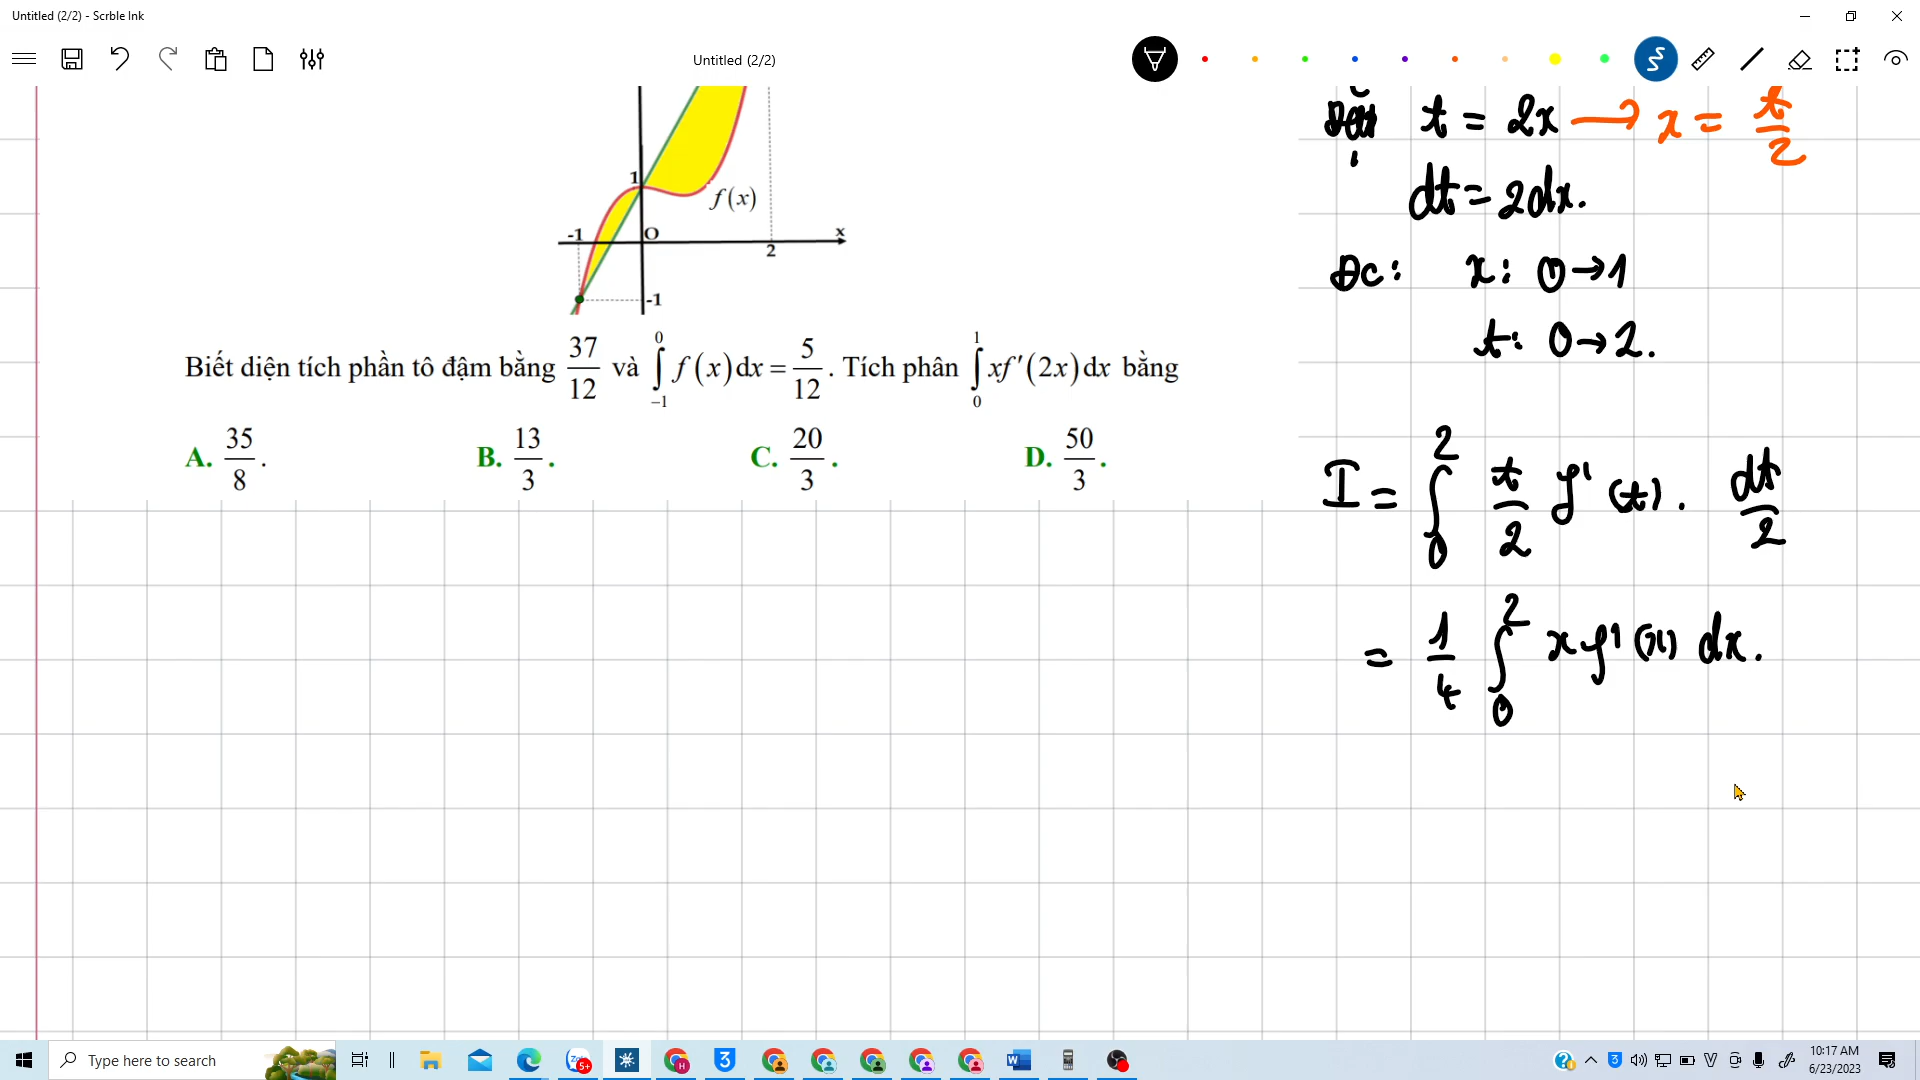 Untitled (2/2) - Scrble Ink
Untitled (2/2)
1
f(x)
-1 O 2 x
-1
Biết diện tích phần tô đậm bằng 37/12 và ∫_{-1}^{0} f(x)dx = 5/12. Tích phân ∫_{0}^{1} xf'(2x)dx bằng
A. 35/8. B. 13/3. C. 20/3. D. 50/3.
Đặt t = 2x → x = t/2
dt = 2dx.
ĐC: x: 0→1
t: 0→2.
I = ∫_{0}^{2} t/2 f'(t). dt/2
= 1/4 ∫_{0}^{2} xf'(x) dx.
Type here to search
10:17 AM
6/23/2023